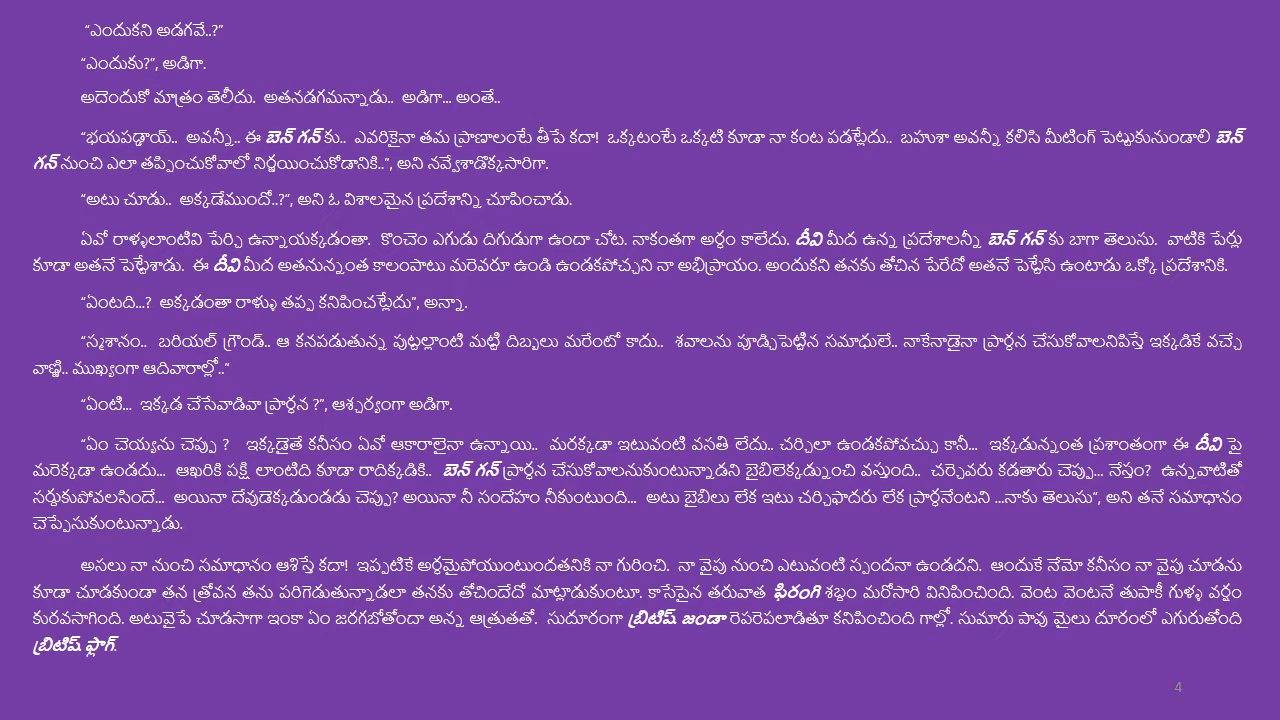 “ఎందుకని అడగవే..?”
“ఎందుకు?”, అడిగా.
అదెందుకో మాత్రం తెలీదు.  అతనడగమన్నాడు..  అడిగా... అంతే..
“భయపడ్డాయ్..  అవన్నీ.. ఈ బెన్ గన్ కు..  ఎవరికైనా తమ ప్రాణాలంటే తీపే కదా!  ఒక్కటంటే ఒక్కటి కూడా నా కంట పడట్లేదు..  బహుశా అవన్నీ కలిసి మీటింగ్ పెట్టుకునుండాలి బెన్
గన్ నుంచి ఎలా తప్పించుకోవాలో నిర్ణయించుకోడానికి..”, అని నవ్వేశాడొక్కసారిగా.
“అటు చూడు..  అక్కడేముందో..?“, అని ఓ విశాలమైన ప్రదేశాన్ని చూపించాడు.
ఏవో రాళ్ళలాంటివి పేర్చి ఉన్నాయక్కడంతా.  కొంచెం ఎగుడు దిగుడుగా ఉందా చోట. నాకంతగా అర్ధం కాలేదు. దీవి మీద ఉన్న ప్రదేశాలన్నీ బెన్ గన్ కు బాగా తెలుసు.  వాటికి పేర్లు
కూడా అతనే పెట్టేశాడు.  ఈ దీవి మీద అతనున్నంత కాలంపాటు మరెవరూ ఉండి ఉండకపోచ్చని నా అభిప్రాయం. అందుకని తనకు తోచిన పేరేదో అతనే పెట్టేసి ఉంటాడు ఒక్కో ప్రదేశానికి.
“ఏంటది...?  అక్కడంతా రాళ్ళు తప్ప కనిపించట్లేదు”, అన్నా.
“స్మశానం..  బరియల్ గ్రౌండ్.. ఆ కనపడుతున్న పుట్టల్లాంటి మట్టి దిబ్బలు మరేంటో కాదు..  శవాలను పూడ్చిపెట్టిన సమాధులే.. నాకేనాడైనా ప్రార్ధన చేసుకోవాలనిపిస్తే ఇక్కడికే వచ్చే
వాణ్ణి.. ముఖ్యంగా ఆదివారాల్లో..“
“ఏంటి...  ఇక్కడ చేసేవాడివా ప్రార్ధన ?”, ఆశ్చర్యంగా అడిగా.
“ఏం చెయ్యను చెప్పు ?   ఇక్కడైతే కనీసం ఏవో ఆకారాలైనా ఉన్నాయి..  మరక్కడా ఇటువంటి వసతి లేదు.. చర్చిలా ఉండకపోవచ్చు కానీ...  ఇక్కడున్నంత ప్రశాంతంగా ఈ దీవి పై
మరెక్కడా ఉండదు...  ఆఖరికి పక్షి లాంటిది కూడా రాదిక్కడికి..  బెన్ గన్ ప్రార్ధన చేసుకోవాలనుకుంటున్నాడని బైబిలెక్కడ్నుంచి వస్తుంది..  చర్చెవరు కడతారు చెప్పు... నేస్తం?  ఉన్నవాటితో
సర్దుకుపోవలసిందే...  అయినా దేవుడెక్కడుండడు చెప్పు? అయినా నీ సందేహం నీకుంటుంది...  అటు బైబిలు లేక ఇటు చర్చిఫాదరు లేక ప్రార్ధనేంటని ...నాకు తెలుసు”, అని తనే సమాధానం
చెప్పేసుకుంటున్నాడు.
అసలు నా నుంచి సమాధానం ఆశిస్తే కదా!  ఇప్పటికే అర్ధమైపోయుంటుందతనికి నా గురించి.  నా వైపు నుంచి ఎటువంటి స్పందనా ఉండదని.  ఆందుకే నేమో కనీసం నా వైపు చూడను
కూడా చూడకుండా తన త్రోవన తను పరిగెడుతున్నాడలా తనకు తోచిందేదో మాట్లాడుకుంటూ. కాసేపైన తరువాత ఫిరంగి శబ్దం మరోసారి వినిపించింది. వెంట వెంటనే తుపాకీ గుళ్ళ వర్షం
కురవసాగింది. అటువైపే చూడసాగా ఇంకా ఏం జరగబోతోందా అన్న ఆత్రుతతో.  సుదూరంగా బ్రిటిష్ జండా రెపరెపలాడితూ కనిపించింది గాల్లో. సుమారు పావు మైలు దూరంలో ఎగురుతోంది
బ్రిటిష్ ఫ్లాగ్.
4